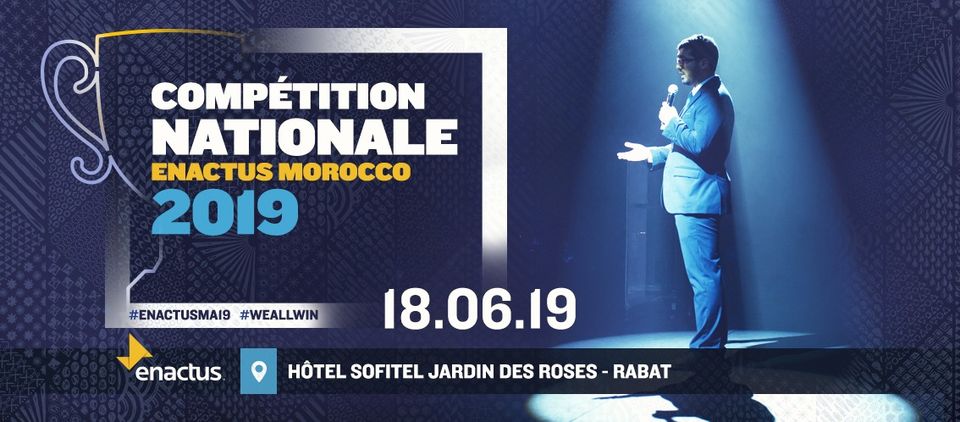 COMPÉTITION
NATIONALE
ENACTUS MOROCCO
2019
#ENACTUSMA19 #WEALLWIN
18.06.19
enactus.
HÔTEL SOFITEL JARDIN DES ROSES - RABAT